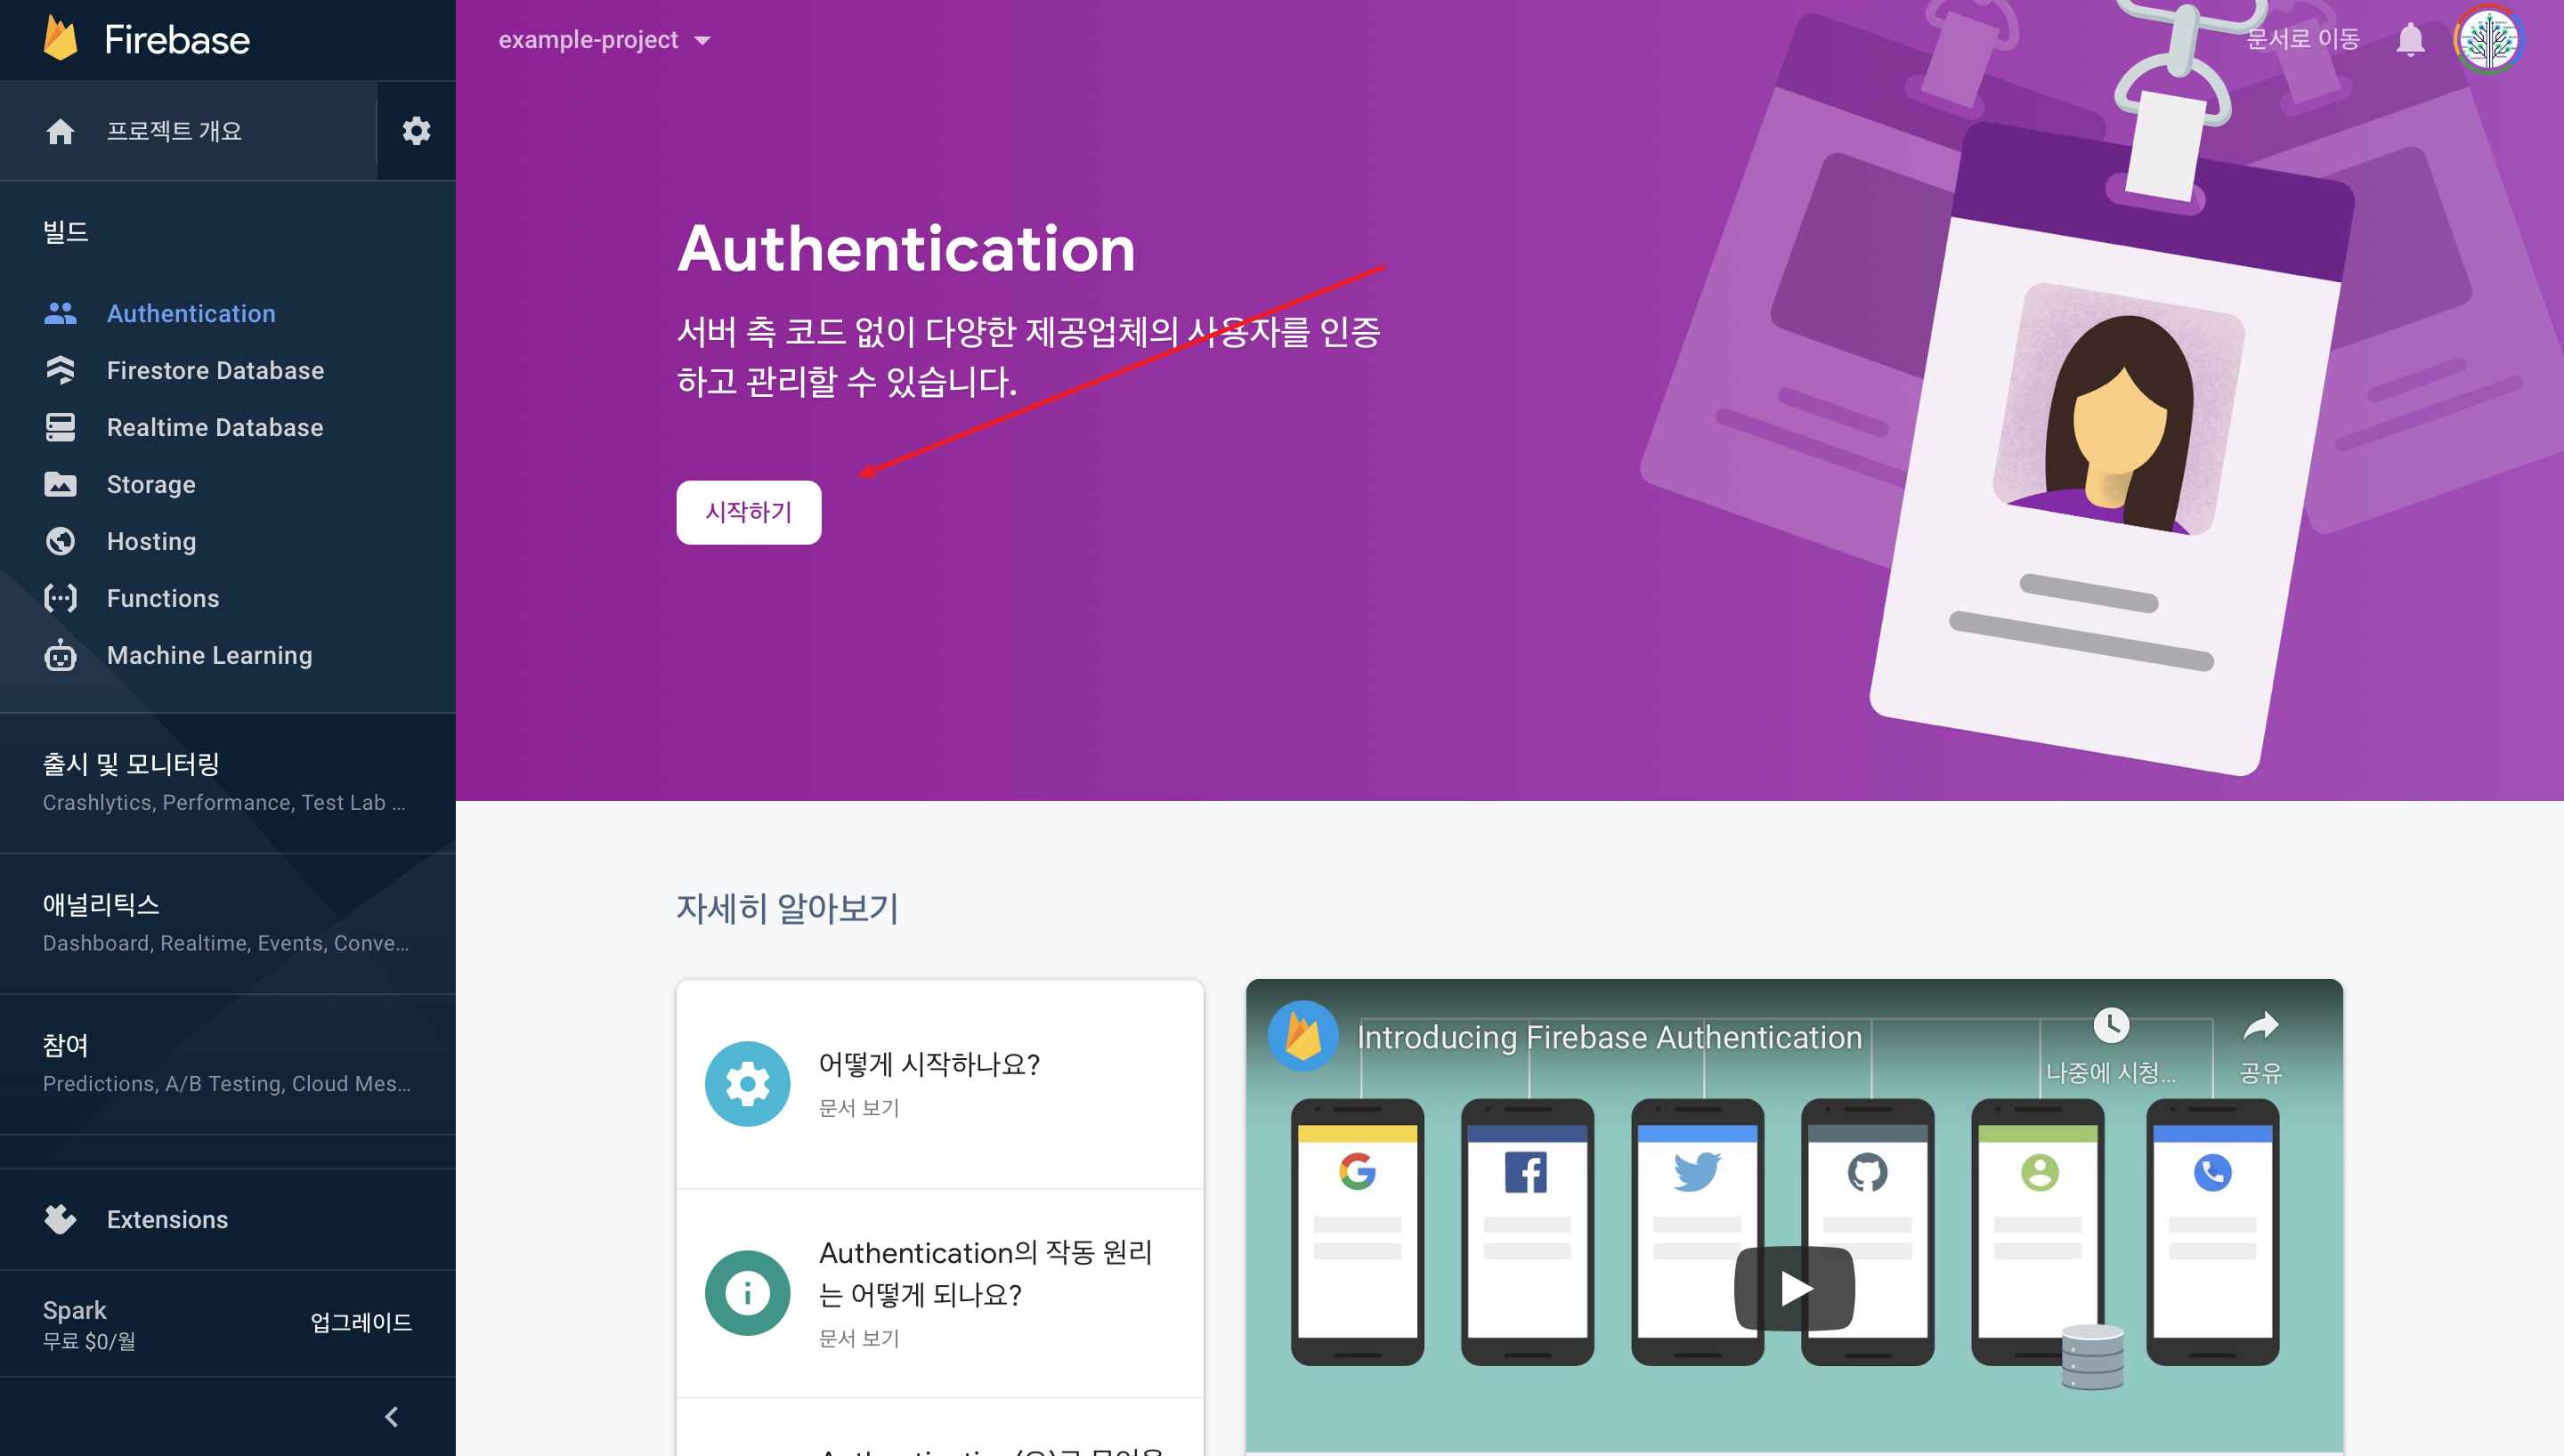 Firebase
프로젝트 개요
빌드
Authentication
Firestore Database
Realtime Database
Storage
Hosting
Functions
Machine Learning
출시 및 모니터링
Crashlytics, Performance, Test Lab ...
애널리틱스
Dashboard, Realtime, Events, Conve...
참여
Predictions, A/B Testing, Cloud Mes...
Extensions
Spark
무료 $0/월
업그레이드
example-project
문서로 이동
Authentication
서버 측 코드 없이 다양한 제공업체의 사용자를 인증
하고 관리할 수 있습니다.
시작하기
자세히 알아보기
어떻게 시작하나요?
문서 보기
Authentication의 작동 원리
는 어떻게 되나요?
문서 보기
Introducing Firebase Authentication
나중에 시청...
공유